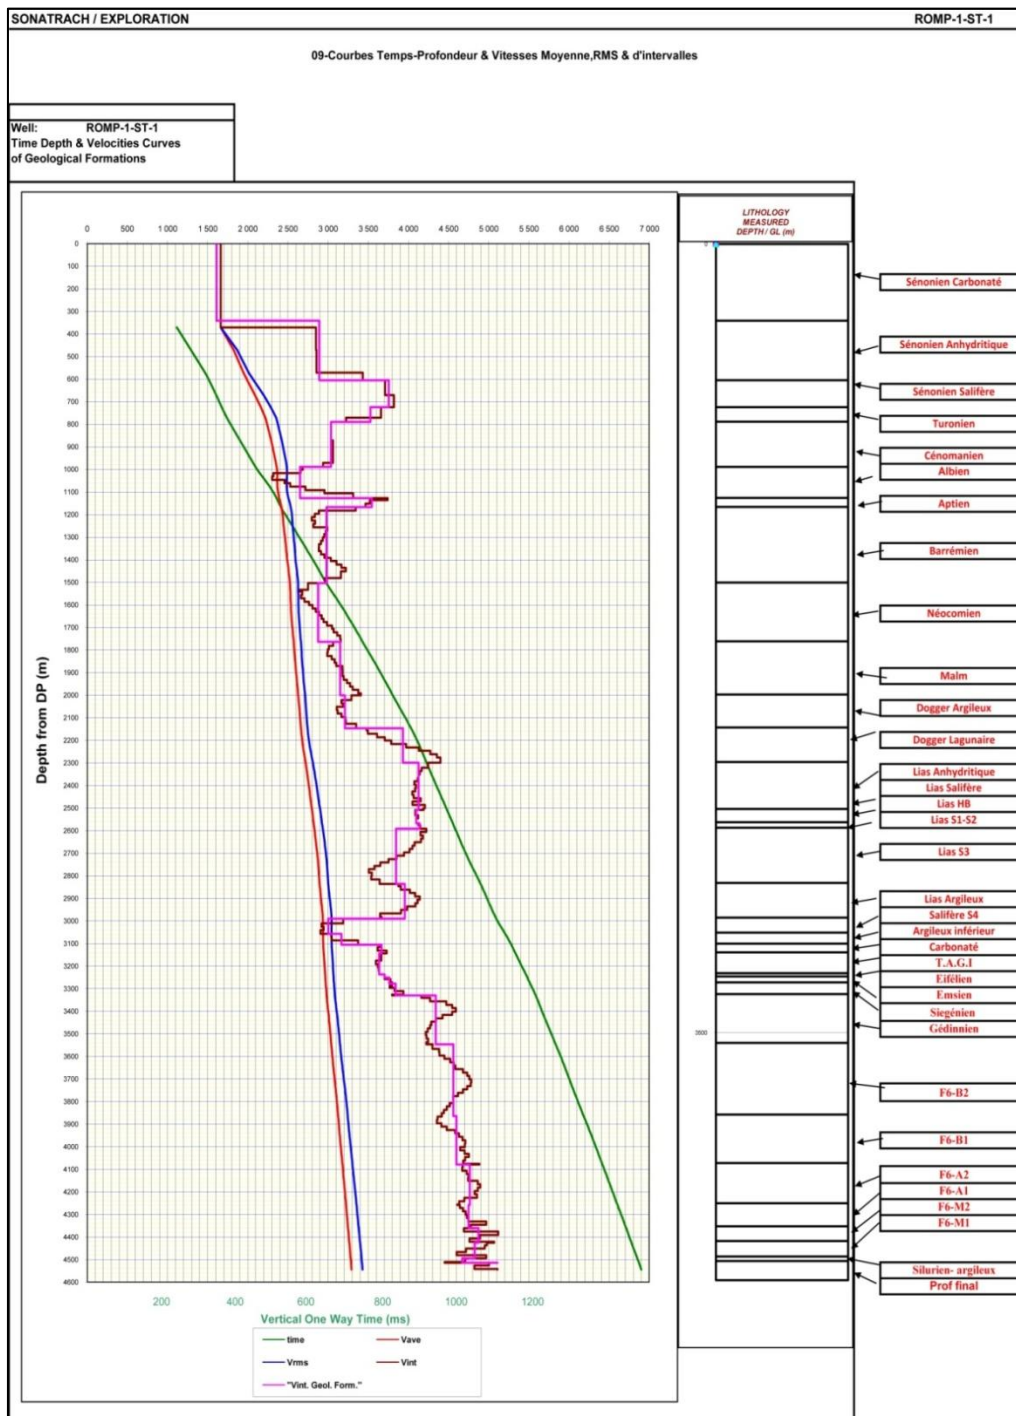 SONATRACH / EXPLORATION ROMP-1-ST-1
09-Courbes Temps-Profondeur & Vitesses Moyenne,RMS & d'intervalles
Well: ROMP-1-ST-1
Time Depth & Velocities Curves
of Geological Formations
0 500 1 000 1 500 2 000 2 500 3 000 3 500 4 000 4 500 5 000 5 500 6 000 6 500 7 000
LITHOLOGY
MEASURED
DEPTH / GL (m)
Depth from DP (m)
0
100
200
300
400
500
600
700
800
900
1000
1100
1200
1300
1400
1500
1600
1700
1800
1900
2000
2100
2200
2300
2400
2500
2600
2700
2800
2900
3000
3100
3200
3300
3400
3500
3600
3700
3800
3900
4000
4100
4200
4300
4400
4500
4600
200 400 600 800 1000 1200
Vertical One Way Time (ms)
time Vave
Vrms Vint
"Vint. Geol. Form."
0
Sénonien Carbonaté
Sénonien Anhydritique
Sénonien Salifère
Turonien
Cénomanien
Albien
Aptien
Barrémien
Néocomien
Malm
Dogger Argileux
Dogger Lagunaire
Lias Anhydritique
Lias Salifère
Lias HB
Lias S1-S2
Lias S3
Lias Argileux
Salifère S4
Argileux inférieur
Carbonaté
T.A.G.I
Eifélien
Emsien
Siegénien
Gédinnien
F6-B2
F6-B1
F6-A2
F6-A1
F6-M2
F6-M1
Silurien- argileux
Prof final